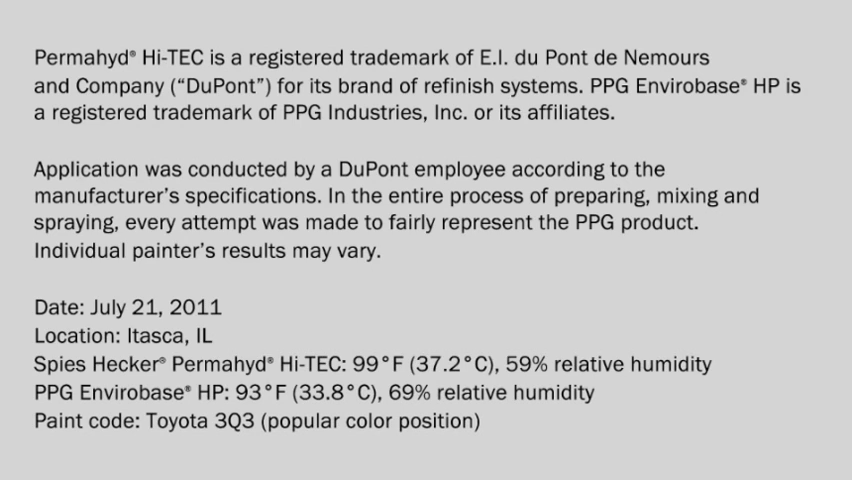 Permahyd® Hi-TEC is a registered trademark of E.I. du Pont de Nemours
and Company (“DuPont”) for its brand of refinish systems. PPG Envirobase® HP is
a registered trademark of PPG Industries, Inc. or its affiliates.
Application was conducted by a DuPont employee according to the
manufacturer’s specifications. In the entire process of preparing, mixing and
spraying, every attempt was made to fairly represent the PPG product.
Individual painter’s results may vary.
Date: July 21, 2011
Location: Itasca, IL
Spies Hecker® Permahyd® Hi-TEC: 99°F (37.2°C), 59% relative humidity
PPG Envirobase® HP: 93°F (33.8°C), 69% relative humidity
Paint code: Toyota 3Q3 (popular color position)